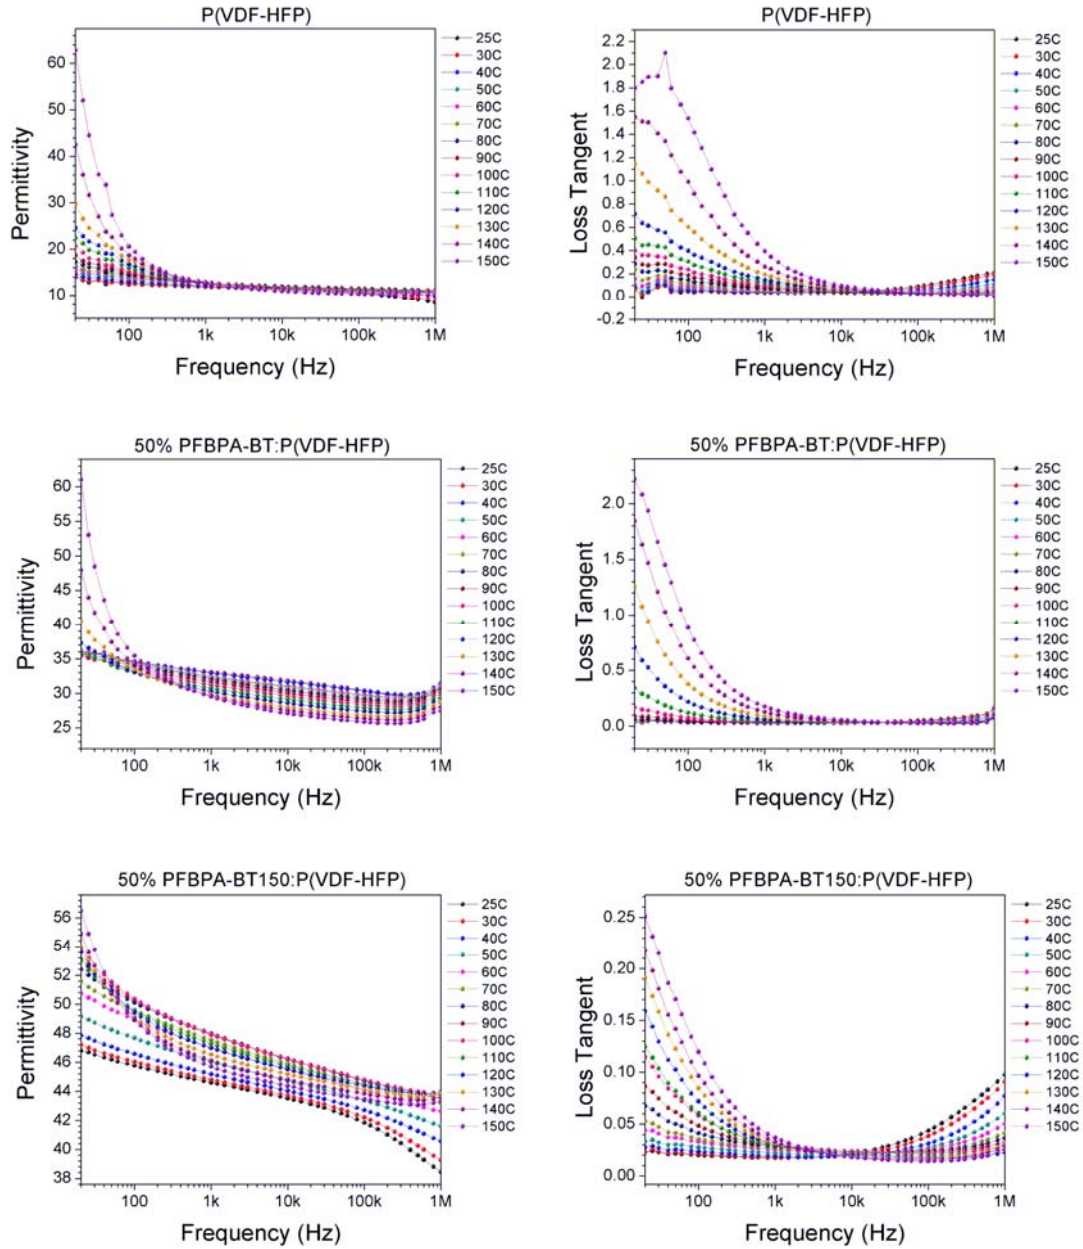 P(VDF-HFP)
Permittivity
60
50
40
30
20
10
100
1k
10k
100k
1M
Frequency (Hz)
25C
30C
40C
50C
60C
70C
80C
90C
100C
110C
120C
130C
140C
150C
P(VDF-HFP)
Loss Tangent
2.2
2.0
1.8
1.6
1.4
1.2
1.0
0.8
0.6
0.4
0.2
0.0
-0.2
100
1k
10k
100k
1M
Frequency (Hz)
25C
30C
40C
50C
60C
70C
80C
90C
100C
110C
120C
130C
140C
150C
50% PFBPA-BT:P(VDF-HFP)
Permittivity
60
55
50
45
40
35
30
25
100
1k
10k
100k
1M
Frequency (Hz)
25C
30C
40C
50C
60C
70C
80C
90C
100C
110C
120C
130C
140C
150C
50% PFBPA-BT:P(VDF-HFP)
Loss Tangent
2.0
1.5
1.0
0.5
0.0
100
1k
10k
100k
1M
Frequency (Hz)
25C
30C
40C
50C
60C
70C
80C
90C
100C
110C
120C
130C
140C
150C
50% PFBPA-BT150:P(VDF-HFP)
Permittivity
56
54
52
50
48
46
44
42
40
38
100
1k
10k
100k
1M
Frequency (Hz)
25C
30C
40C
50C
60C
70C
80C
90C
100C
110C
120C
130C
140C
150C
50% PFBPA-BT150:P(VDF-HFP)
Loss Tangent
0.25
0.20
0.15
0.10
0.05
0.00
100
1k
10k
100k
1M
Frequency (Hz)
25C
30C
40C
50C
60C
70C
80C
90C
100C
110C
120C
130C
140C
150C